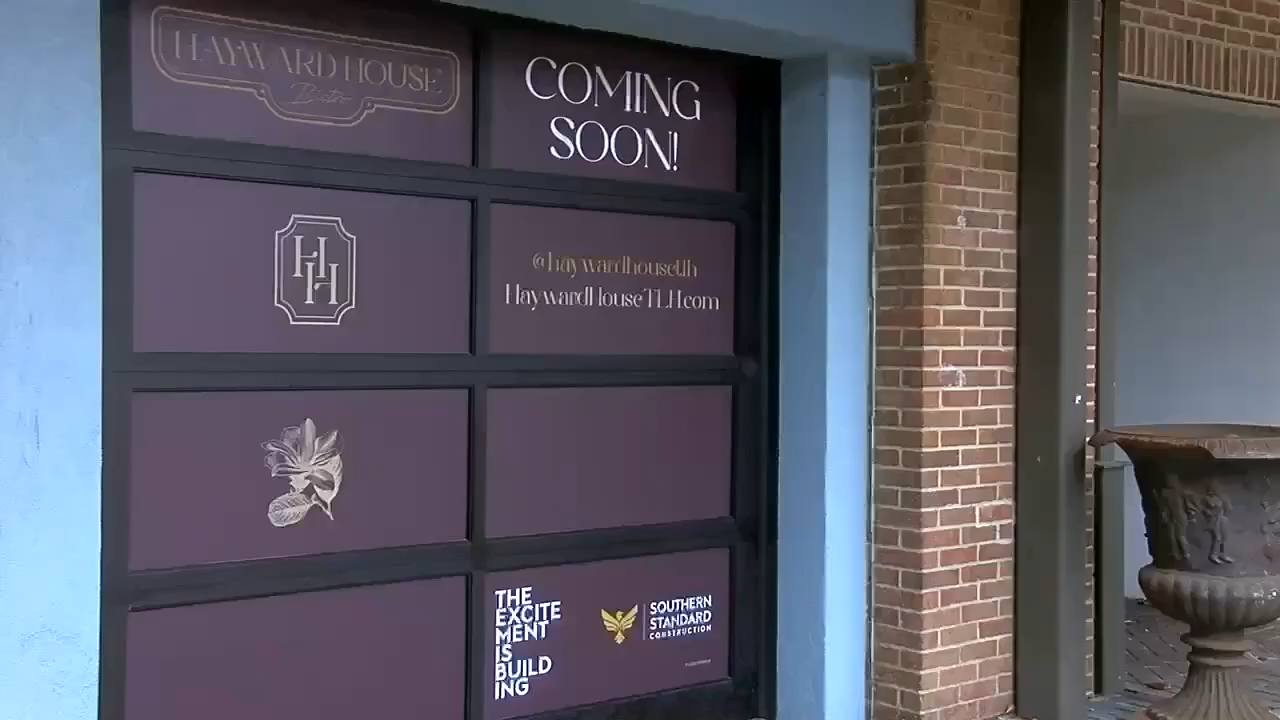 HAYWARD HOUSE
Bistro
COMING
SOON!
HH
@haywardhousetlh
HaywardHouseTLH.com
THE
EXCITE
MENT
IS
BUILD
ING
SOUTHERN
STANDARD
CONSTRUCTION